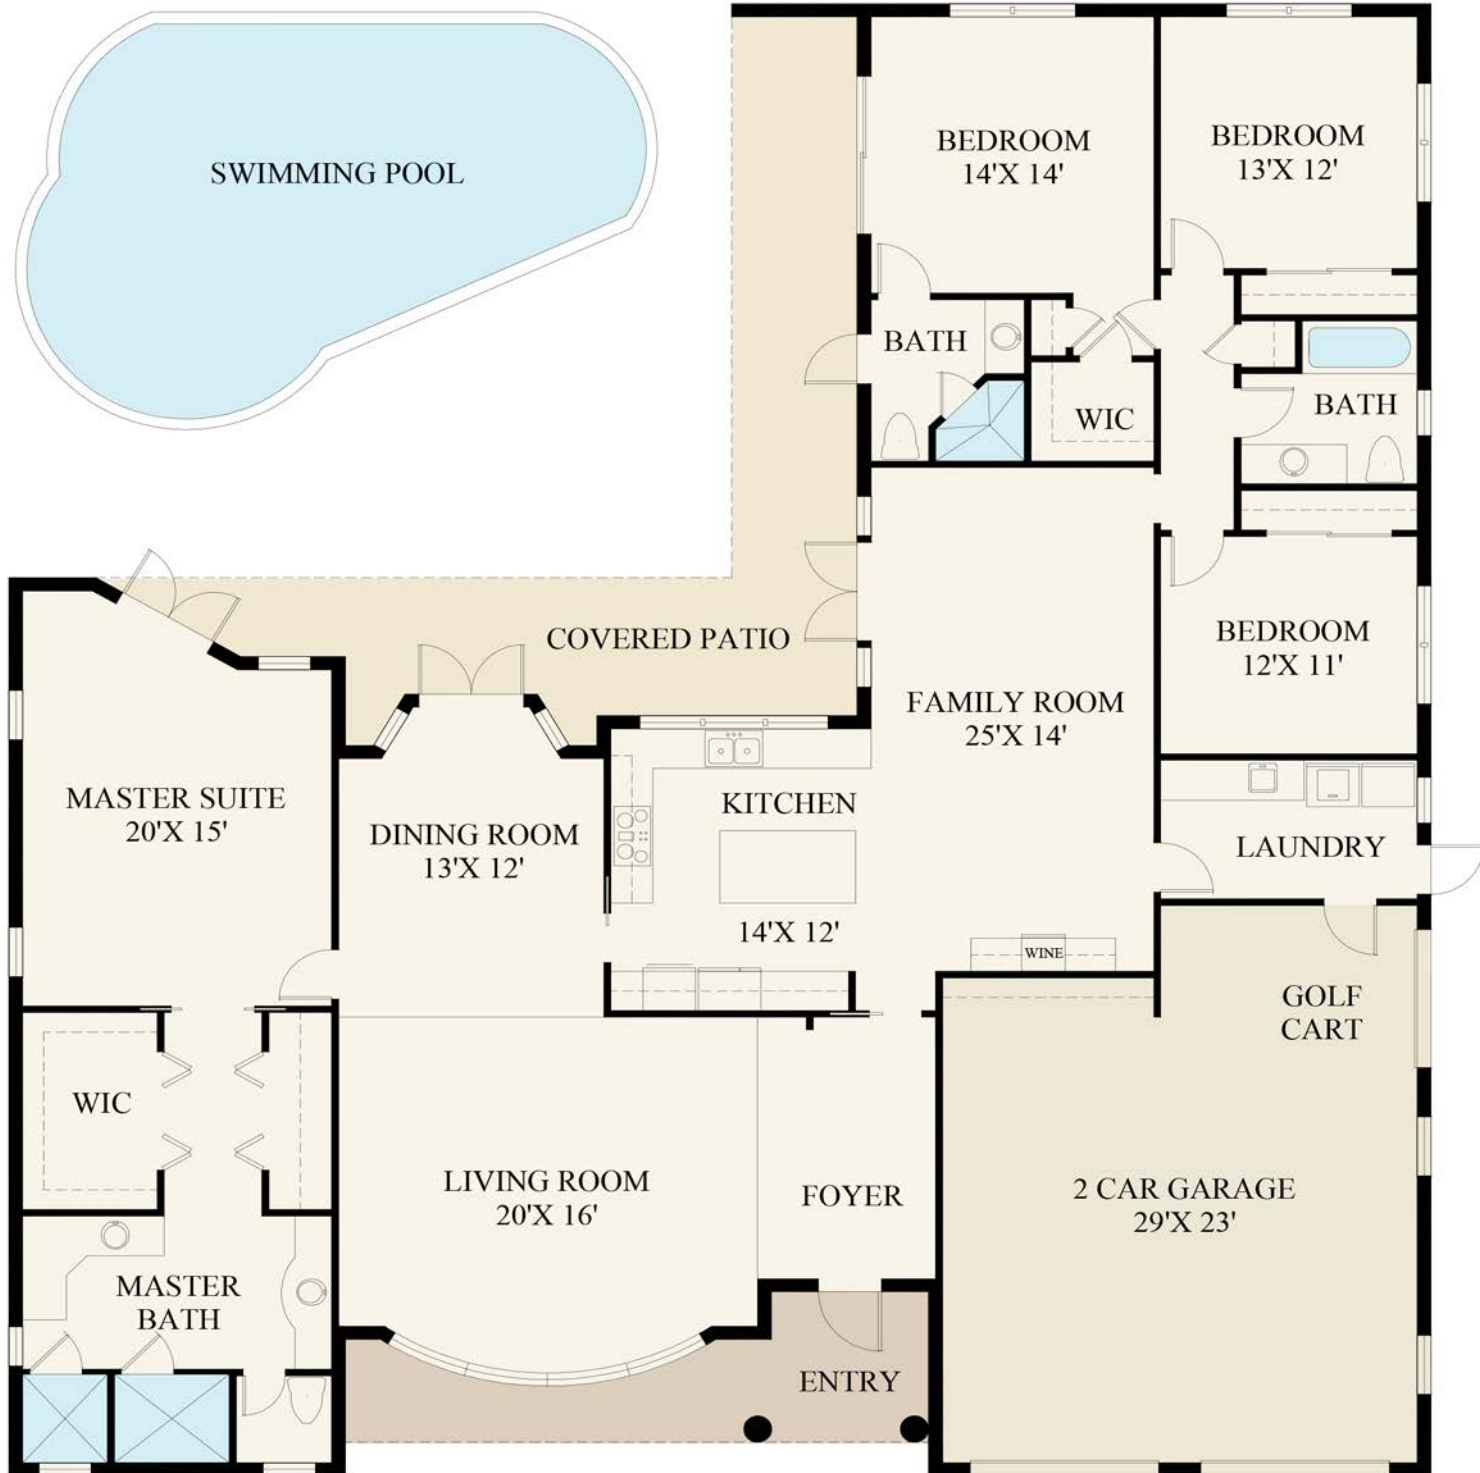 SWIMMING POOL
BEDROOM
14'X 14'
BEDROOM
13'X 12'
BATH
WIC
BATH
COVERED PATIO
BEDROOM
12'X 11'
FAMILY ROOM
25'X 14'
MASTER SUITE
20'X 15'
DINING ROOM
13'X 12'
KITCHEN
14'X 12'
LAUNDRY
WINE
GOLF
CART
WIC
LIVING ROOM
20'X 16'
FOYER
2 CAR GARAGE
29'X 23'
MASTER
BATH
ENTRY